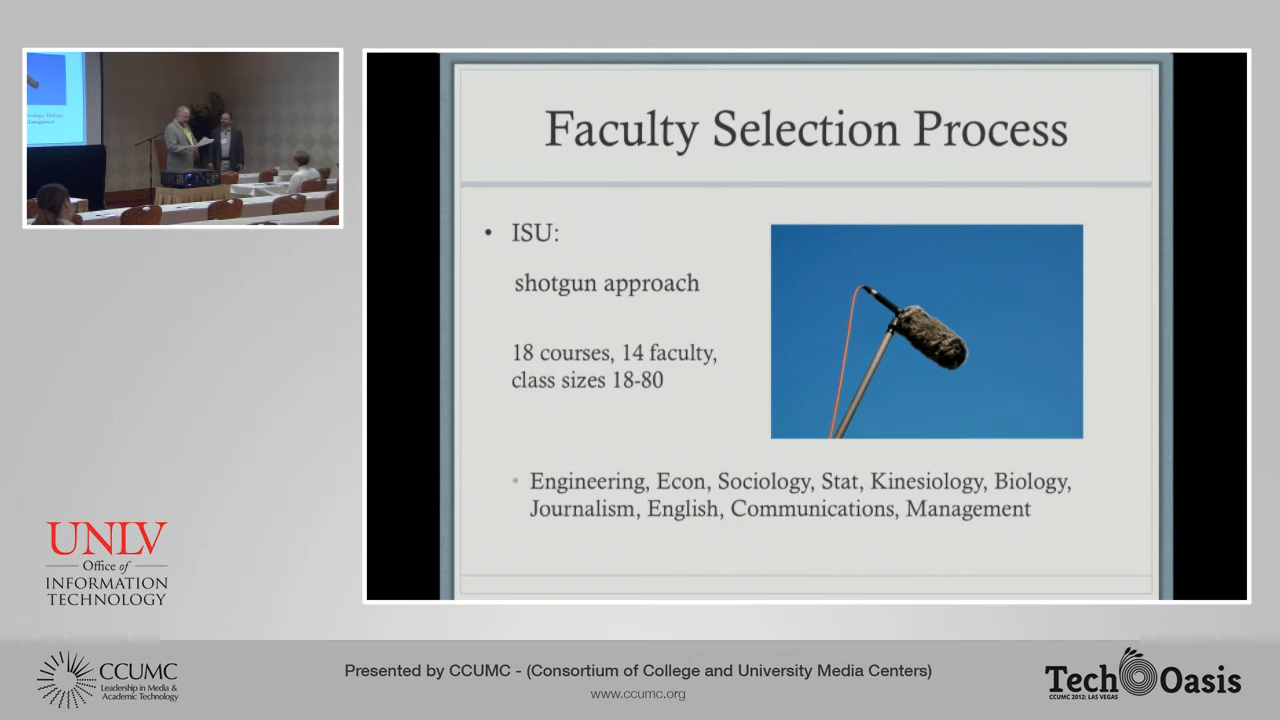 Faculty Selection Process
• ISU:
shotgun approach
18 courses, 14 faculty,
class sizes 18-80
• Engineering, Econ, Sociology, Stat, Kinesiology, Biology,
Journalism, English, Communications, Management
UNLV
Office of
INFORMATION
TECHNOLOGY
CCUMC
Leadership in Media &
Academic Technology
Presented by CCUMC - (Consortium of College and University Media Centers)
www.ccumc.org
Tech Oasis
CCUMC 2012: LAS VEGAS